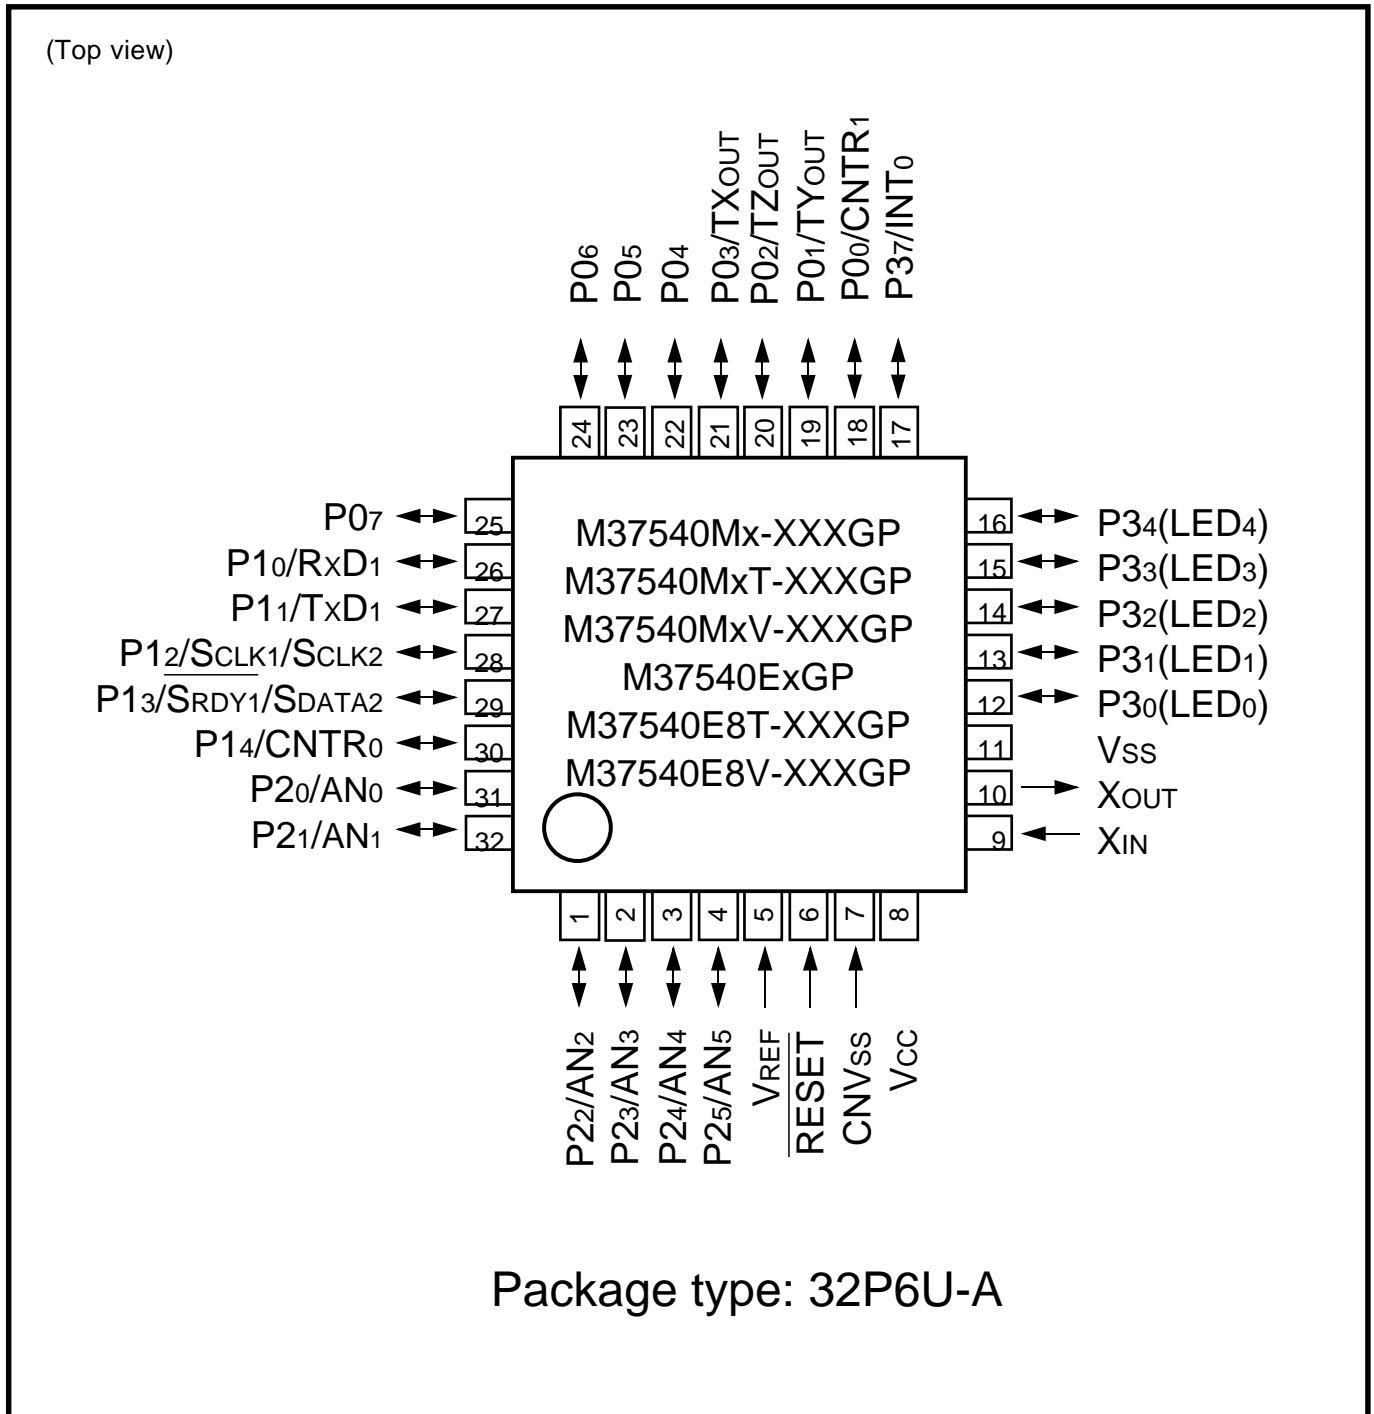 (Top view)
P06
P05
P04
P03/TXOUT
P02/TZOUT
P01/TYOUT
P00/CNTR1
P37/INT0
24
23
22
21
20
19
18
17
P07
P10/RXD1
P11/TXD1
P12/SCLK1/SCLK2
P13/SRDY1/SDATA2
P14/CNTR0
P20/AN0
P21/AN1
25
26
27
28
29
30
31
32
M37540Mx-XXXGP
M37540MxT-XXXGP
M37540MxV-XXXGP
M37540ExGP
M37540E8T-XXXGP
M37540E8V-XXXGP
16
15
14
13
12
11
10
9
P34(LED4)
P33(LED3)
P32(LED2)
P31(LED1)
P30(LED0)
VSS
XOUT
XIN
1
2
3
4
5
6
7
8
P22/AN2
P23/AN3
P24/AN4
P25/AN5
VREF
RESET
CNVSS
VCC
Package type: 32P6U-A